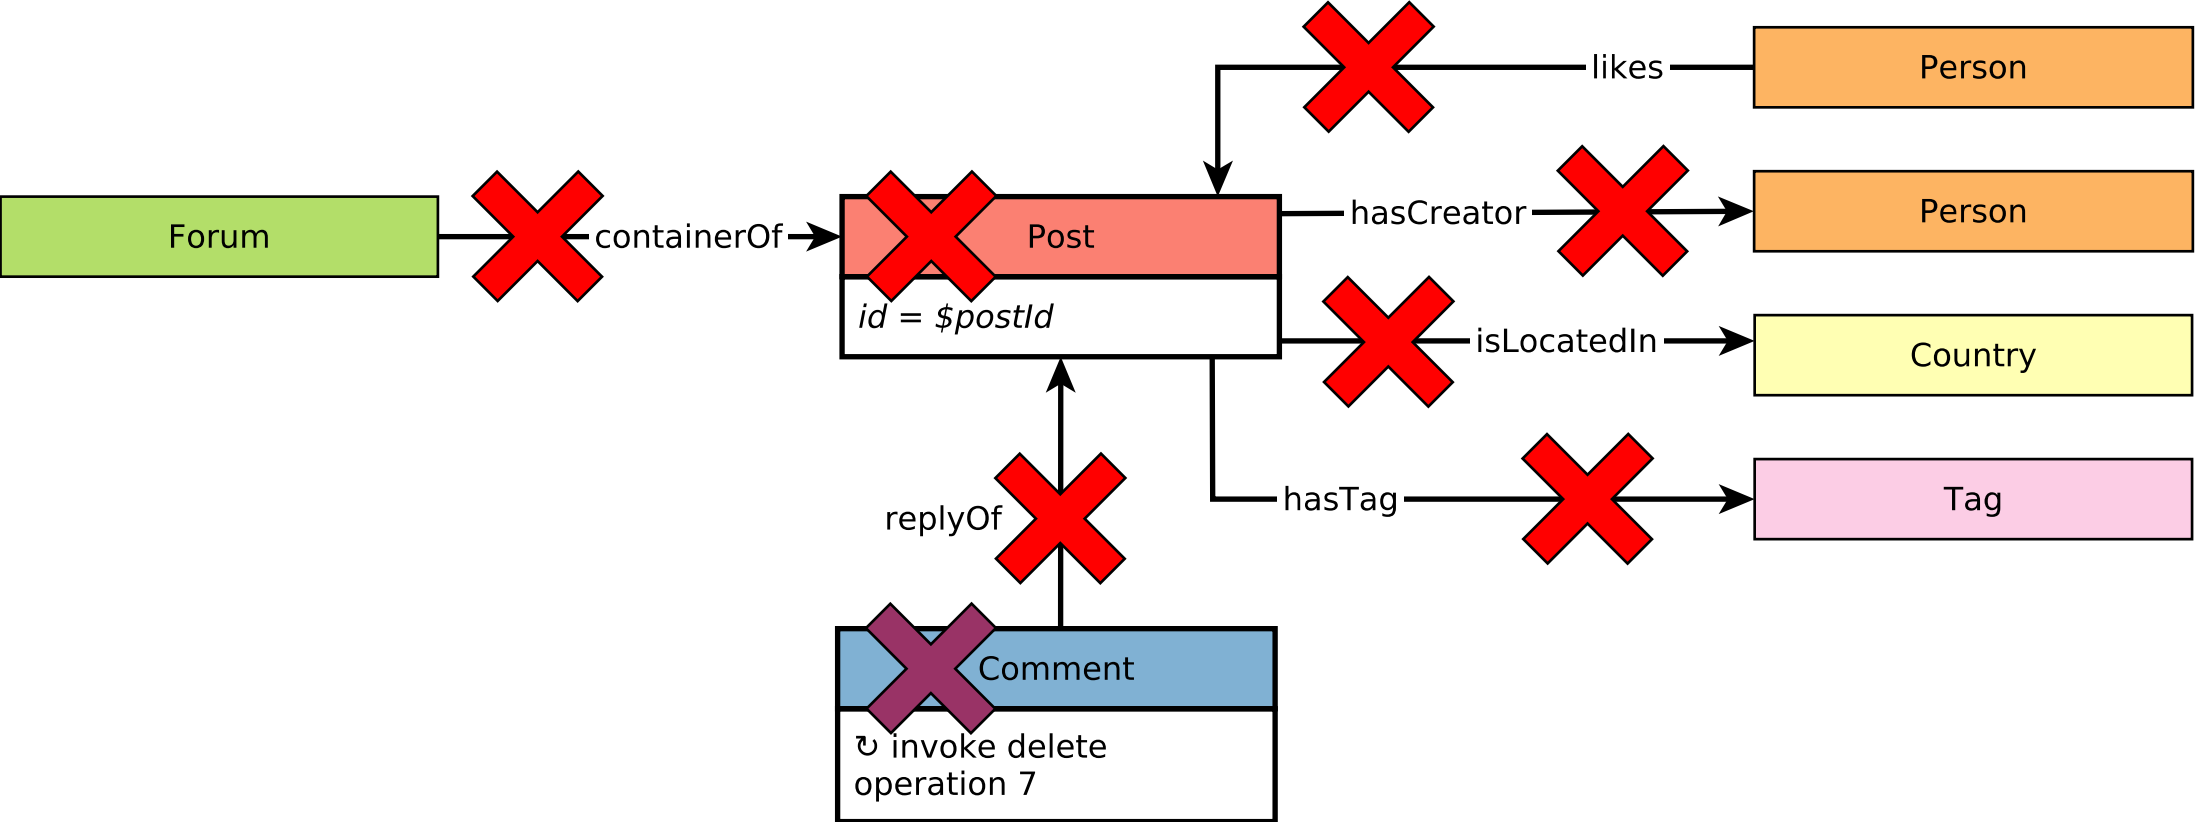 likes
Person
Forum
containerOf
Post
hasCreator
Person
id = $postId
isLocatedIn
Country
replyOf
hasTag
Tag
Comment
↻ invoke delete
operation 7